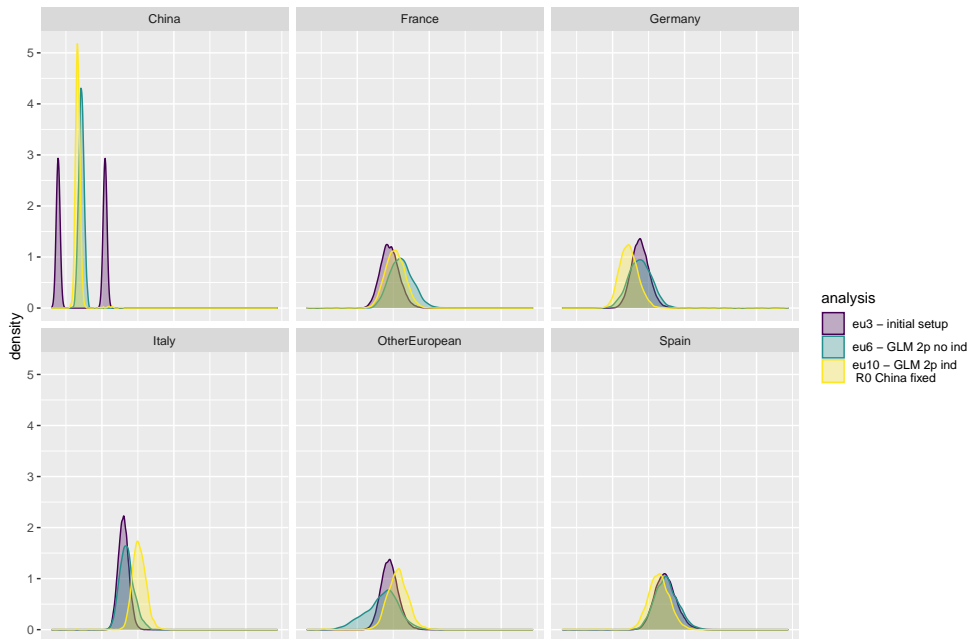 China
France
Germany
5
4
3
2
1
0
density
Italy
OtherEuropean
Spain
5
4
3
2
1
0
analysis
eu3 − initial setup
eu6 − GLM 2p no ind
eu10 − GLM 2p ind
R0 China fixed